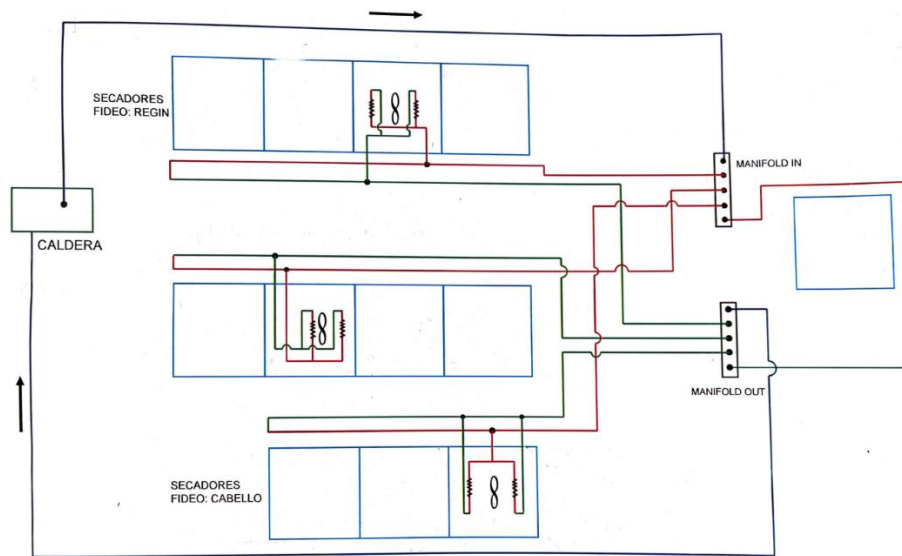 SECADORES
FIDEO: REGIN
MANIFOLD IN
CALDERA
MANIFOLD OUT
SECADORES
FIDEO: CABELLO